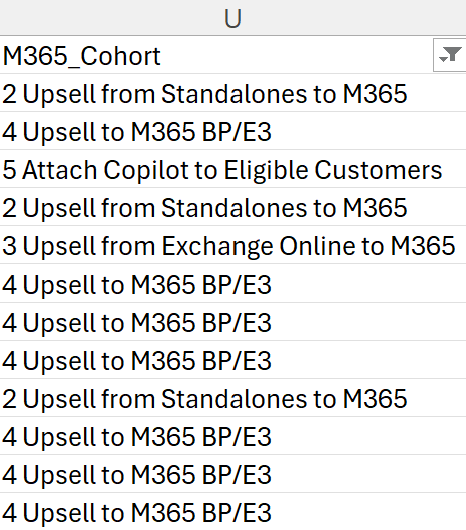 U
M365_Cohort
2 Upsell from Standalones to M365
4 Upsell to M365 BP/E3
5 Attach Copilot to Eligible Customers
2 Upsell from Standalones to M365
3 Upsell from Exchange Online to M365
4 Upsell to M365 BP/E3
4 Upsell to M365 BP/E3
4 Upsell to M365 BP/E3
2 Upsell from Standalones to M365
4 Upsell to M365 BP/E3
4 Upsell to M365 BP/E3
4 Upsell to M365 BP/E3